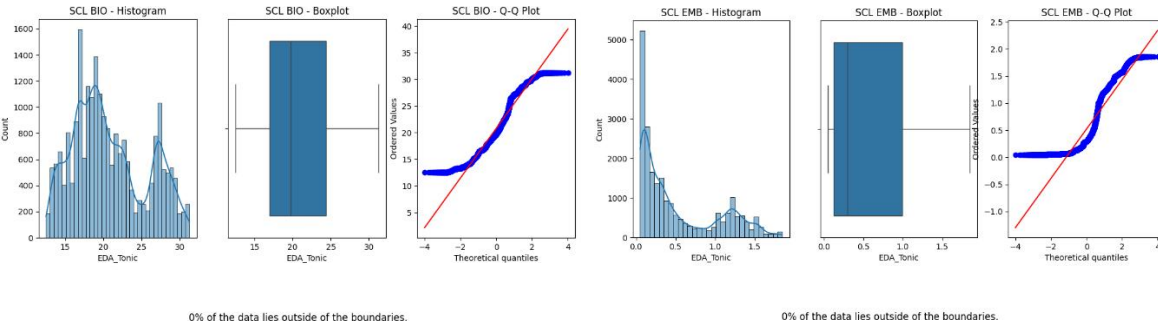 SCL BIO - Histogram
SCL BIO - Boxplot
SCL BIO - Q-Q Plot
SCL EMB - Histogram
SCL EMB - Boxplot
SCL EMB - Q-Q Plot
Count
1600
1400
1200
1000
800
600
400
200
0
15 20 25 30
EDA_Tonic
15 20 25 30
EDA_Tonic
Ordered Values
40
35
30
25
20
15
10
5
−4 −2 0 2 4
Theoretical quantiles
Count
5000
4000
3000
2000
1000
0
0.0 0.5 1.0 1.5
EDA_Tonic
0.0 0.5 1.0 1.5
EDA_Tonic
Ordered Values
2.5
2.0
1.5
1.0
0.5
0.0
−0.5
−1.0
−4 −2 0 2 4
Theoretical quantiles
0% of the data lies outside of the boundaries.
0% of the data lies outside of the boundaries.